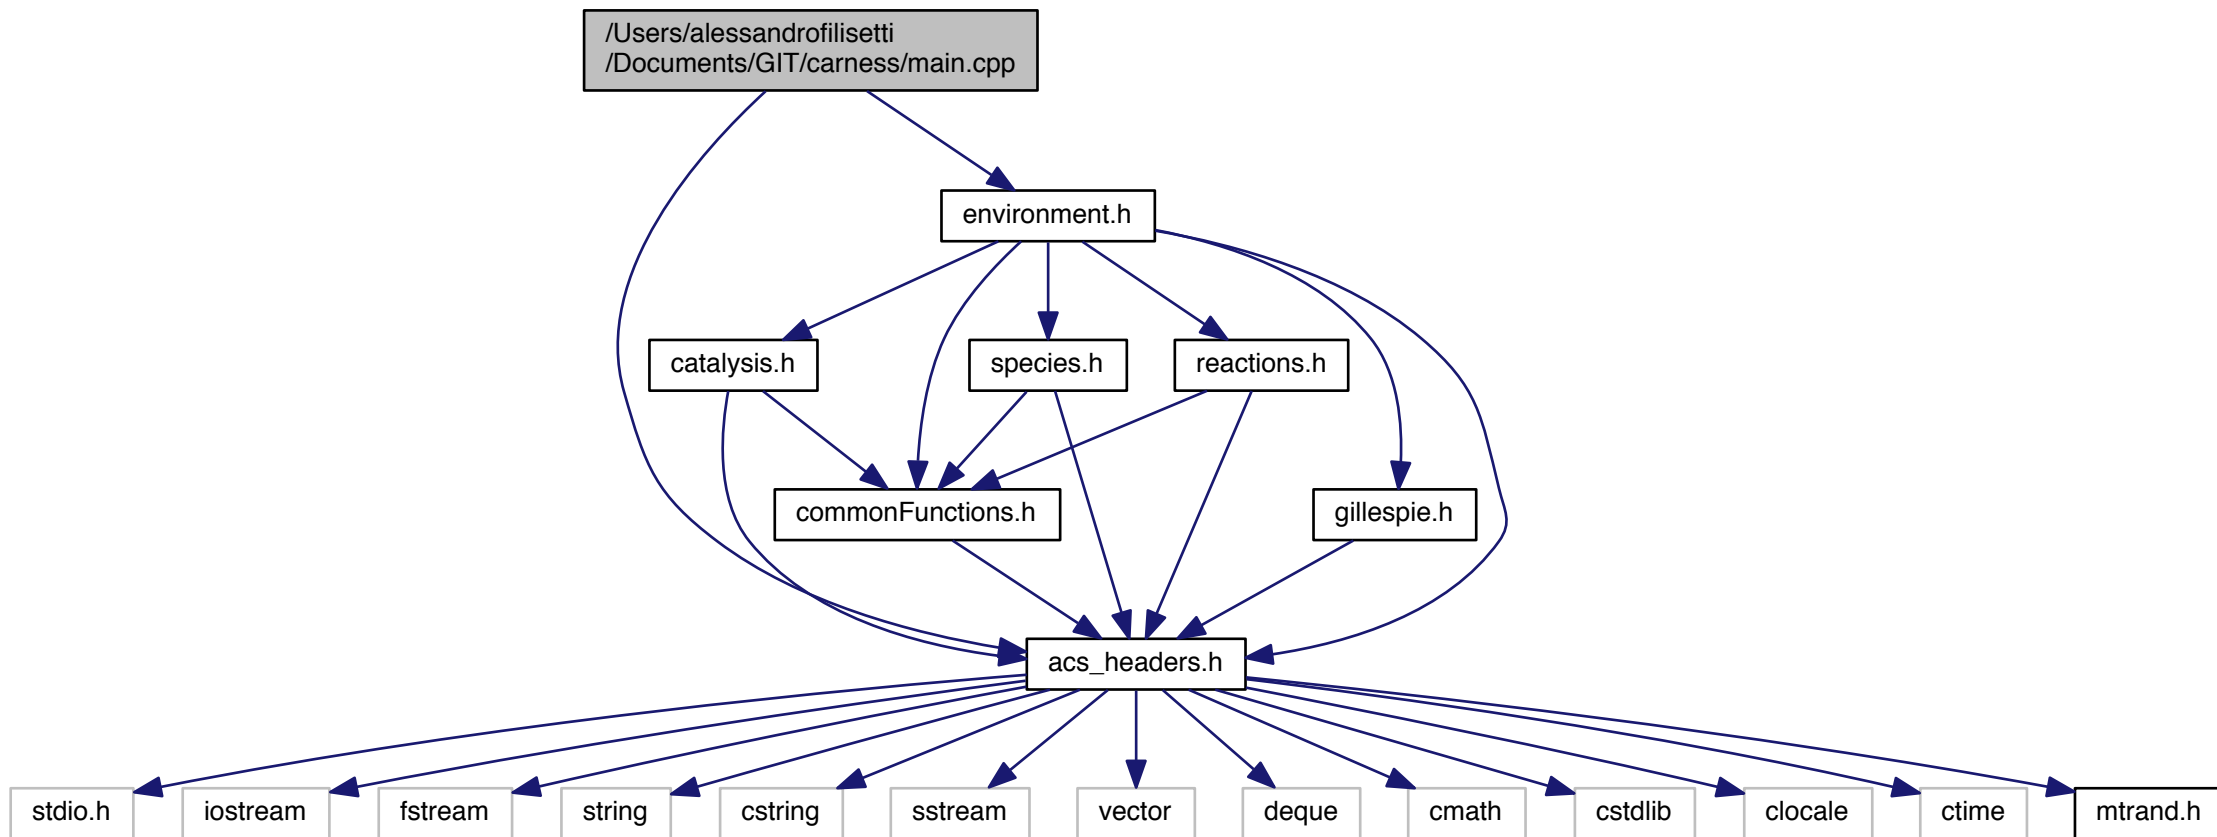 /Users/alessandrofilisetti
/Documents/GIT/carness/main.cpp
environment.h
catalysis.h
species.h
reactions.h
commonFunctions.h
gillespie.h
acs_headers.h
stdio.h
iostream
fstream
string
cstring
sstream
vector
deque
cmath
cstdlib
clocale
ctime
mtrand.h